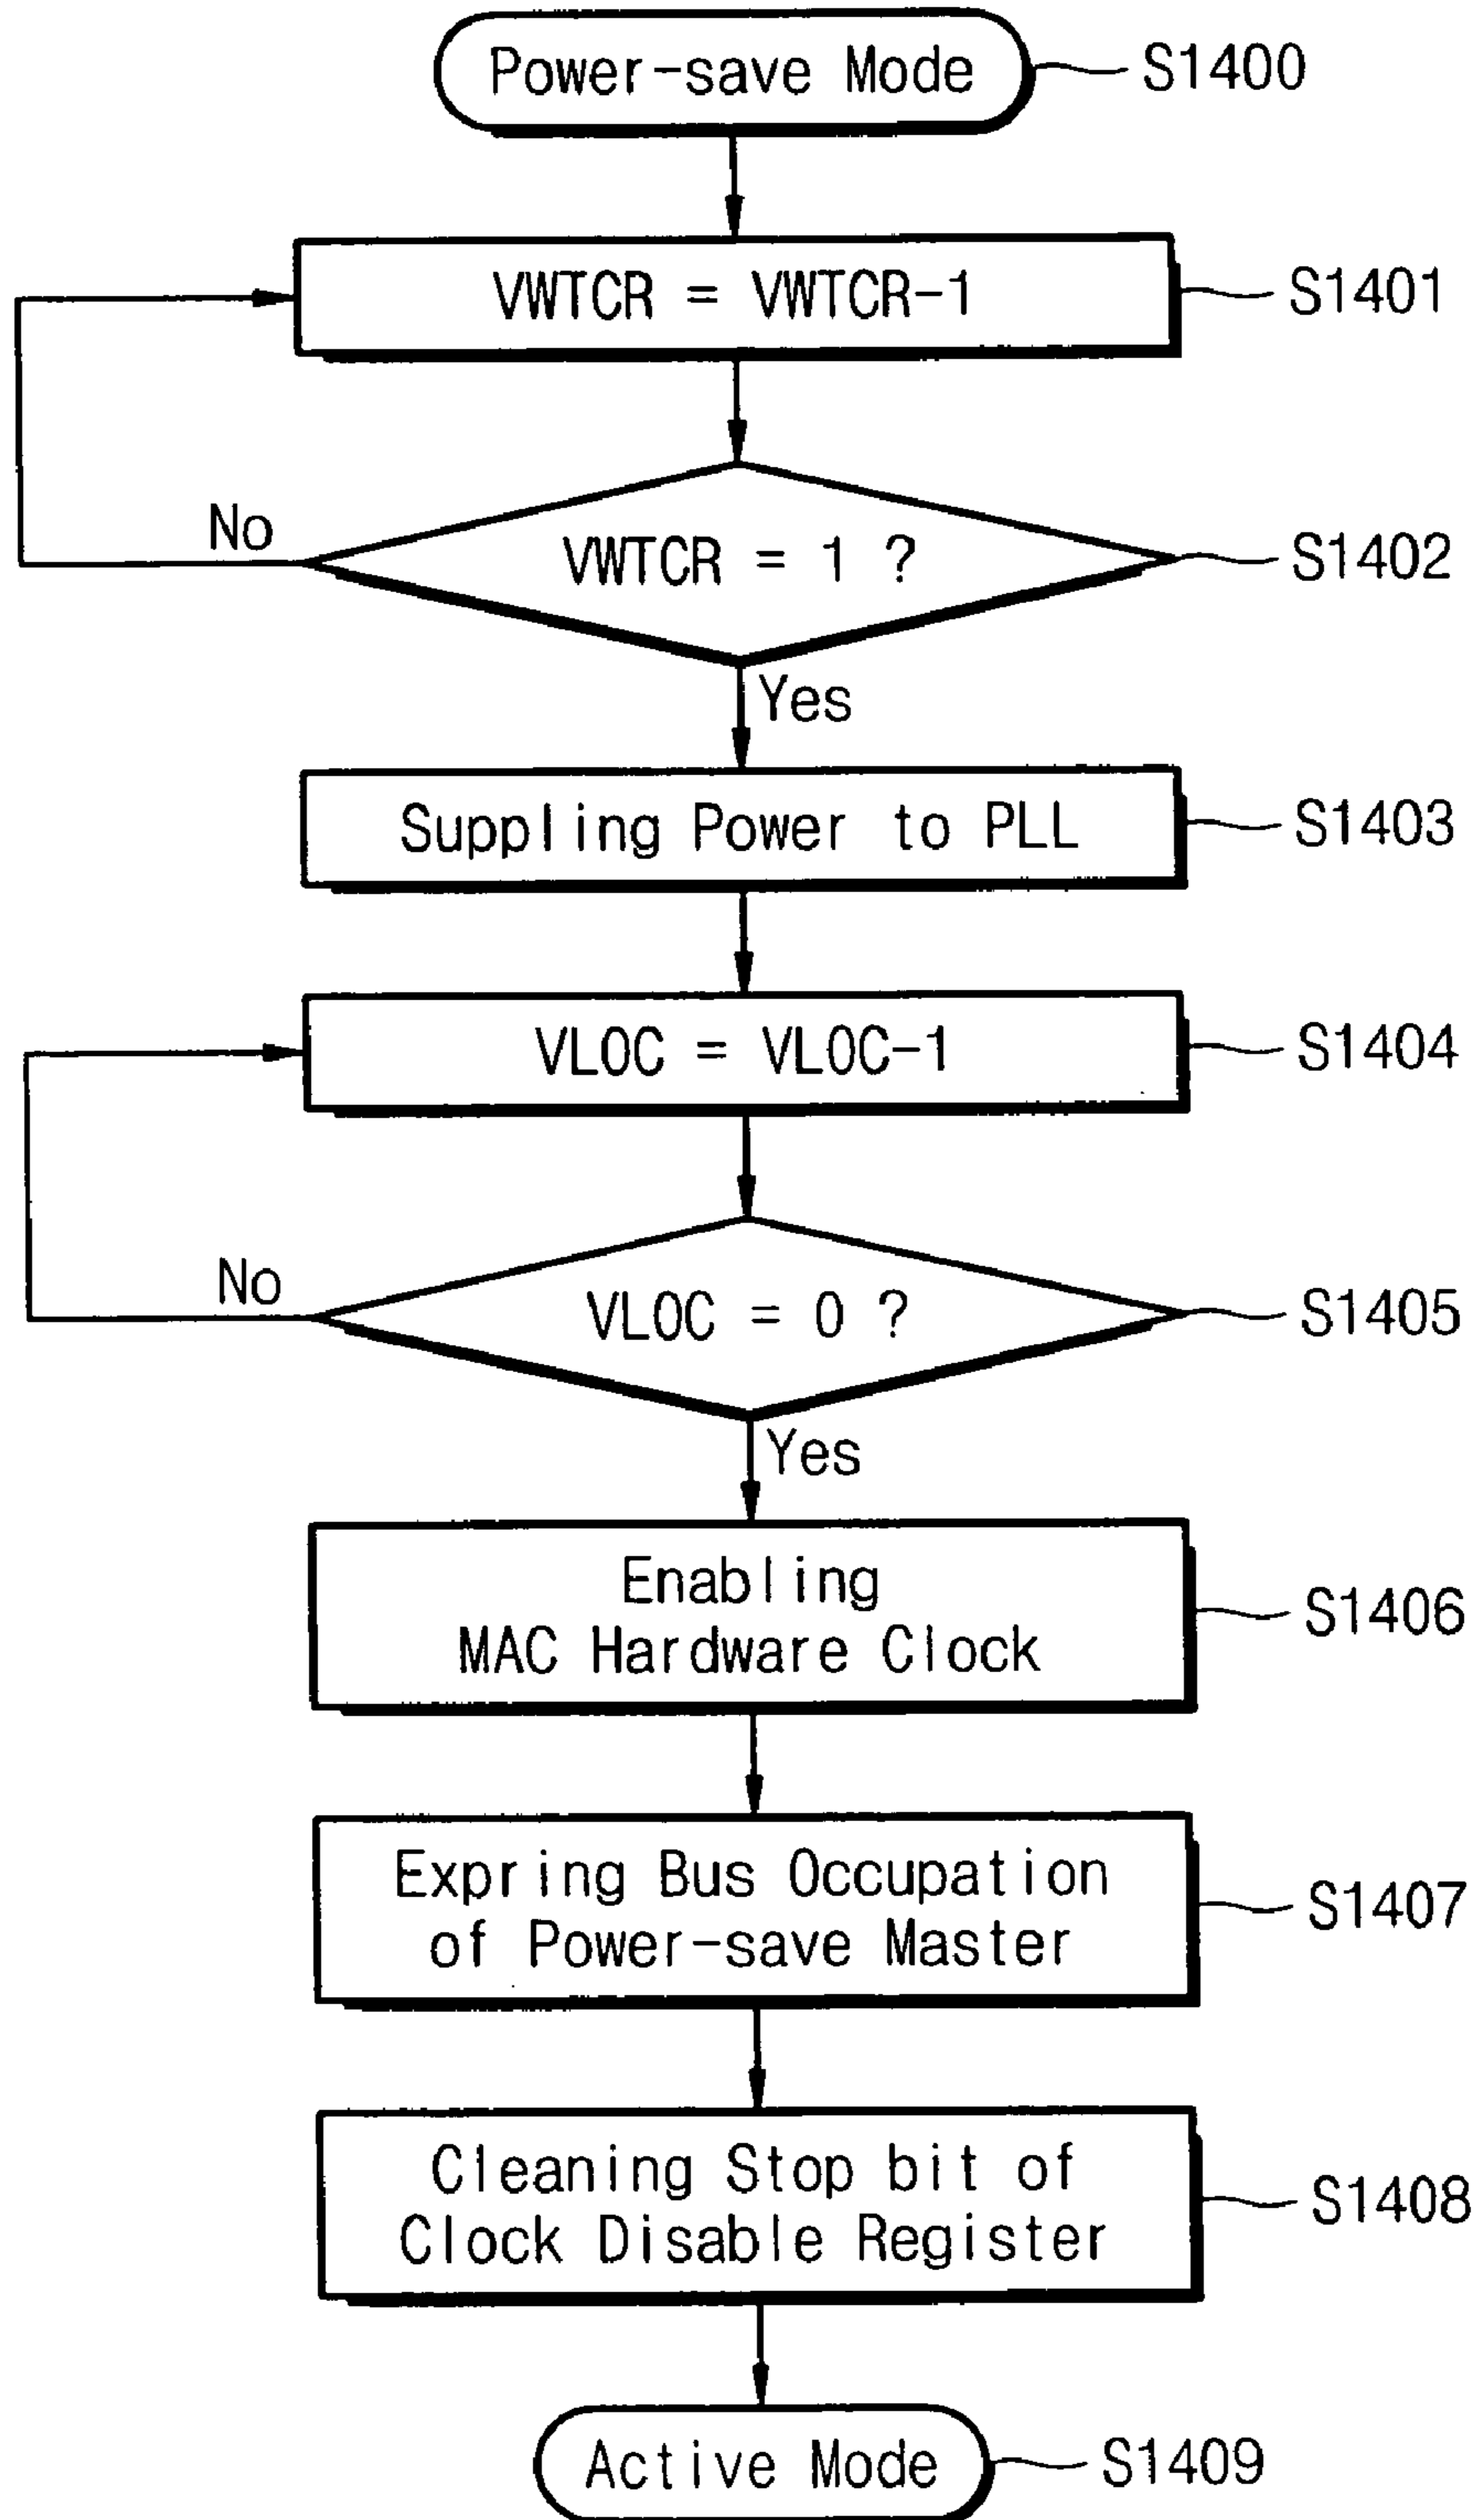 Power-save Mode
S1400
VWTCR = VWTCR-1
S1401
No
VWTCR = 1 ?
S1402
Yes
Suppling Power to PLL
S1403
VLOC = VLOC-1
S1404
No
VLOC = 0 ?
S1405
Yes
Enabling
MAC Hardware Clock
S1406
Expring Bus Occupation
of Power-save Master
S1407
Cleaning Stop bit of
Clock Disable Register
S1408
Active Mode
S1409